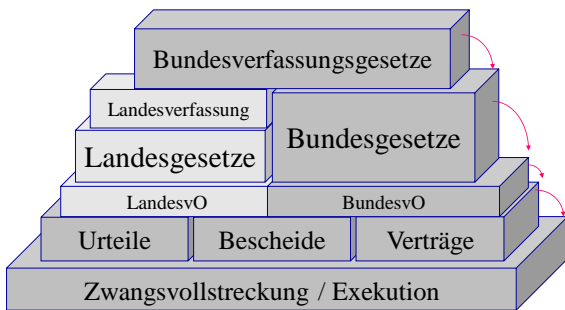 Bundesverfassungsgesetze
Landesverfassung
Bundesgesetze
Landesgesetze
LandesvO
BundesvO
Urteile
Bescheide
Verträge
Zwangsvollstreckung / Exekution